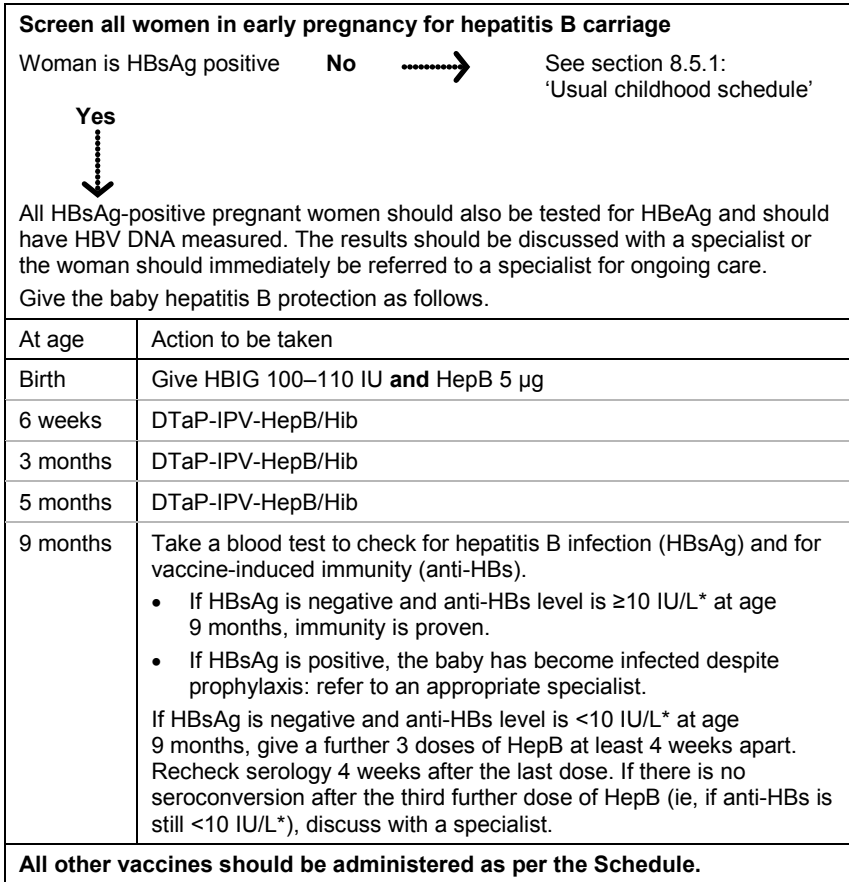 Screen all women in early pregnancy for hepatitis B carriage
Woman is HBsAg positive No See section 8.5.1:
‘Usual childhood schedule’
Yes
All HBsAg-positive pregnant women should also be tested for HBeAg and should
have HBV DNA measured. The results should be discussed with a specialist or
the woman should immediately be referred to a specialist for ongoing care.
Give the baby hepatitis B protection as follows.
At age Action to be taken
Birth Give HBIG 100–110 IU and HepB 5 µg
6 weeks DTaP-IPV-HepB/Hib
3 months DTaP-IPV-HepB/Hib
5 months DTaP-IPV-HepB/Hib
9 months Take a blood test to check for hepatitis B infection (HBsAg) and for
vaccine-induced immunity (anti-HBs).
• If HBsAg is negative and anti-HBs level is ≥10 IU/L* at age
9 months, immunity is proven.
• If HBsAg is positive, the baby has become infected despite
prophylaxis: refer to an appropriate specialist.
If HBsAg is negative and anti-HBs level is <10 IU/L* at age
9 months, give a further 3 doses of HepB at least 4 weeks apart.
Recheck serology 4 weeks after the last dose. If there is no
seroconversion after the third further dose of HepB (ie, if anti-HBs is
still <10 IU/L*), discuss with a specialist.
All other vaccines should be administered as per the Schedule.